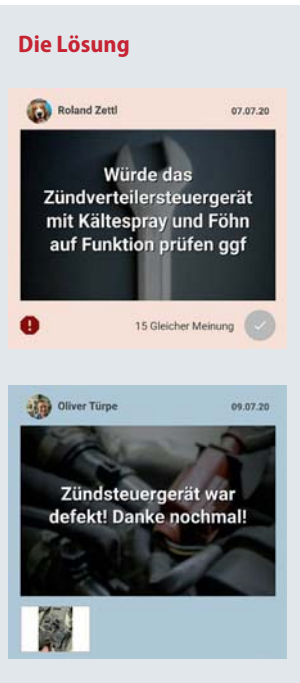 Die Lösung
Roland Zettl 07.07.20
Würde das
Zündverteilersteuergerät
mit Kältespray und Föhn
auf Funktion prüfen ggf
15 Gleicher Meinung
Oliver Türpe 09.07.20
Zündsteuergerät war
defekt! Danke nochmal!